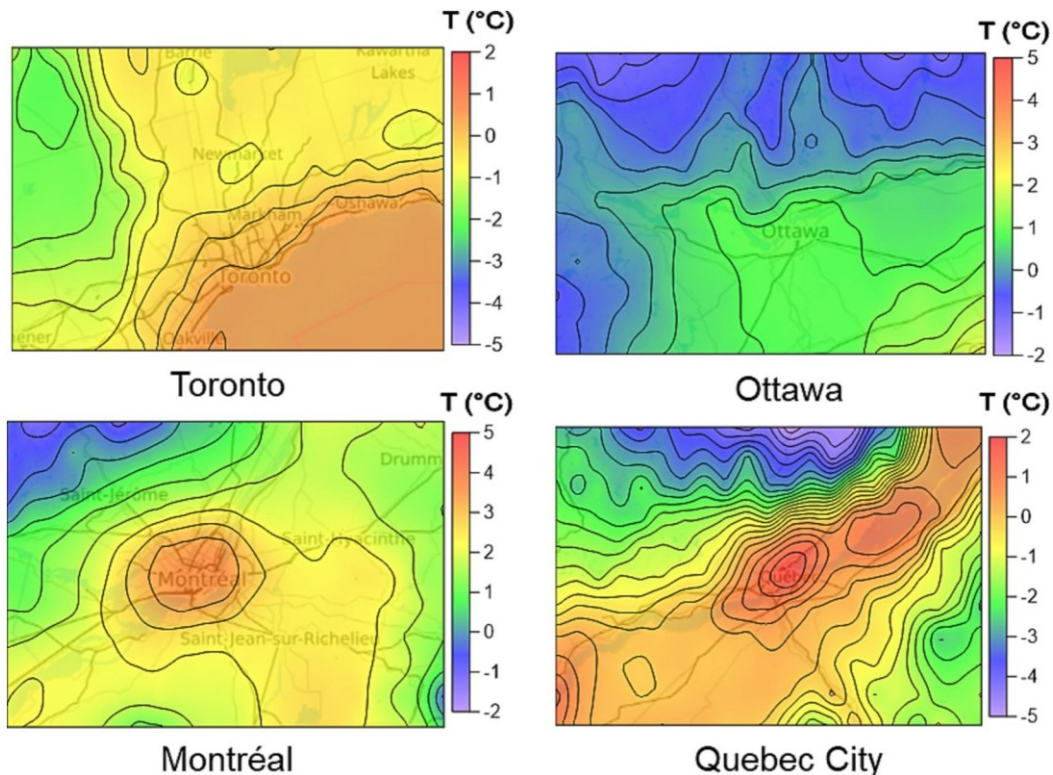 T (°C)
Barrie
Kawartha
Lakes
Newmarket
Markham
Oshawa
Toronto
Oakville
2
1
0
-1
-2
-3
-4
-5
Toronto
T (°C)
Ottawa
5
4
3
2
1
0
-1
-2
Ottawa
T (°C)
Drumm
Saint-Jérôme
Saint-Hyacinthe
Montréal
Saint-Jean-sur-Richelieu
5
4
3
2
1
0
-1
-2
Montréal
T (°C)
Québec
2
1
0
-1
-2
-3
-4
-5
Quebec City